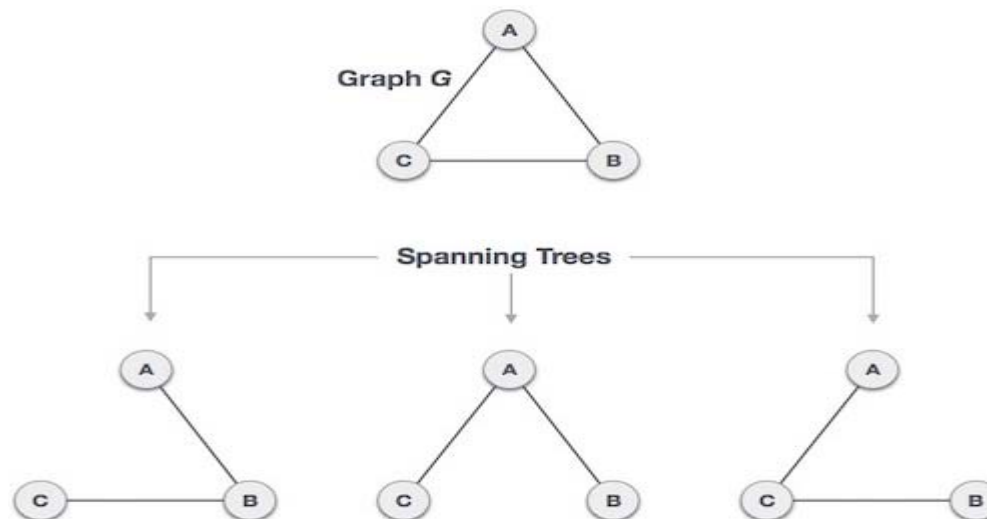 A
Graph G
C B
Spanning Trees
A A A
C B C B C B